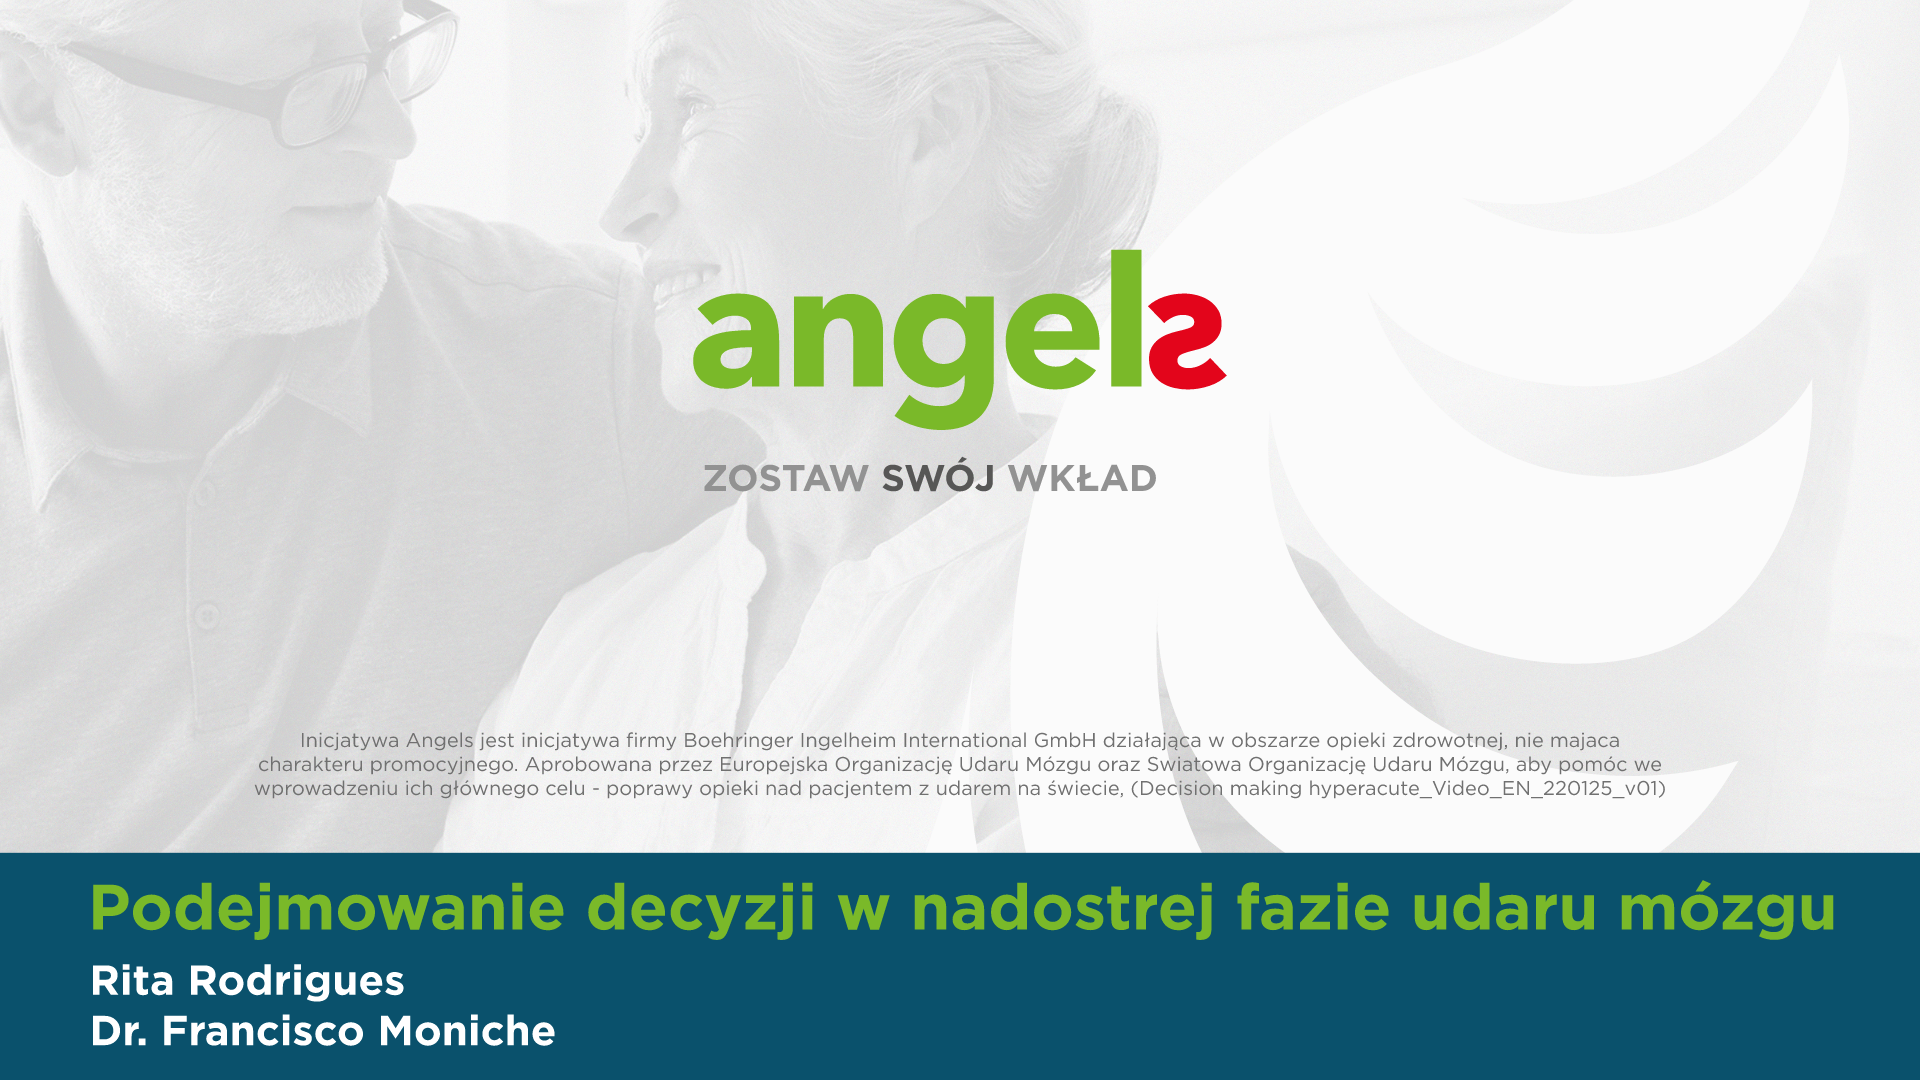 angels
ZOSTAW SWÓJ WKŁAD
Inicjatywa Angels jest inicjatywa firmy Boehringer Ingelheim International GmbH działająca w obszarze opieki zdrowotnej, nie majaca
charakteru promocyjnego. Aprobowana przez Europejska Organizację Udaru Mózgu oraz Swiatowa Organizację Udaru Mózgu, aby pomóc we
wprowadzeniu ich głównego celu - poprawy opieki nad pacjentem z udarem na świecie, (Decision making hyperacute_Video_EN_220125_v01)
Podejmowanie decyzji w nadostrej fazie udaru mózgu
Rita Rodrigues
Dr. Francisco Moniche